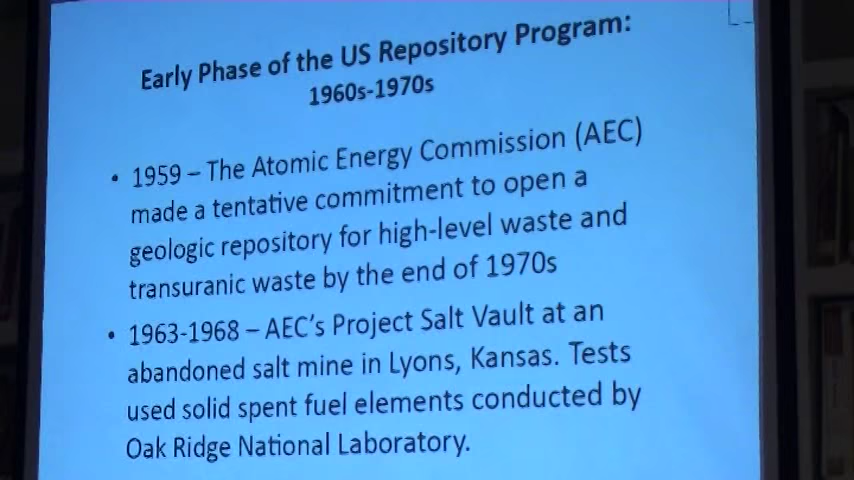 Early Phase of the US Repository Program:
1960s-1970s
• 1959 – The Atomic Energy Commission (AEC)
made a tentative commitment to open a
geologic repository for high-level waste and
transuranic waste by the end of 1970s
• 1963-1968 – AEC's Project Salt Vault at an
abandoned salt mine in Lyons, Kansas. Tests
used solid spent fuel elements conducted by
Oak Ridge National Laboratory.